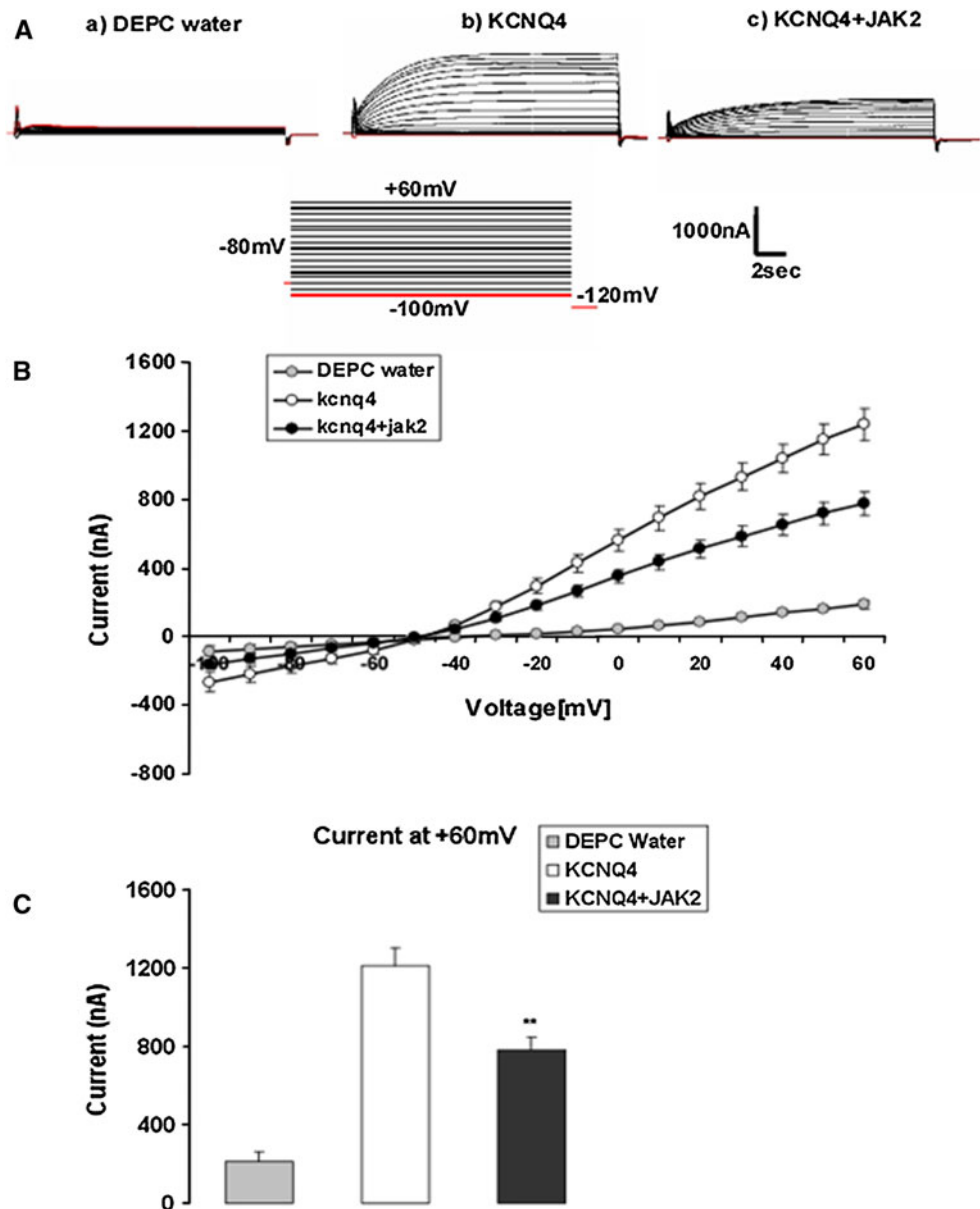 A
a) DEPC water
b) KCNQ4
c) KCNQ4+JAK2
+60mV
-80mV
-100mV
-120mV
1000nA
2sec
B
DEPC water
kcnq4
kcnq4+jak2
1600
1200
800
400
0
-400
-800
Current (nA)
-100 -80 -60 -40 -20 0 20 40 60
Voltage[mV]
Current at +60mV
DEPC Water
KCNQ4
KCNQ4+JAK2
C
1600
1200
800
400
0
Current (nA)
**